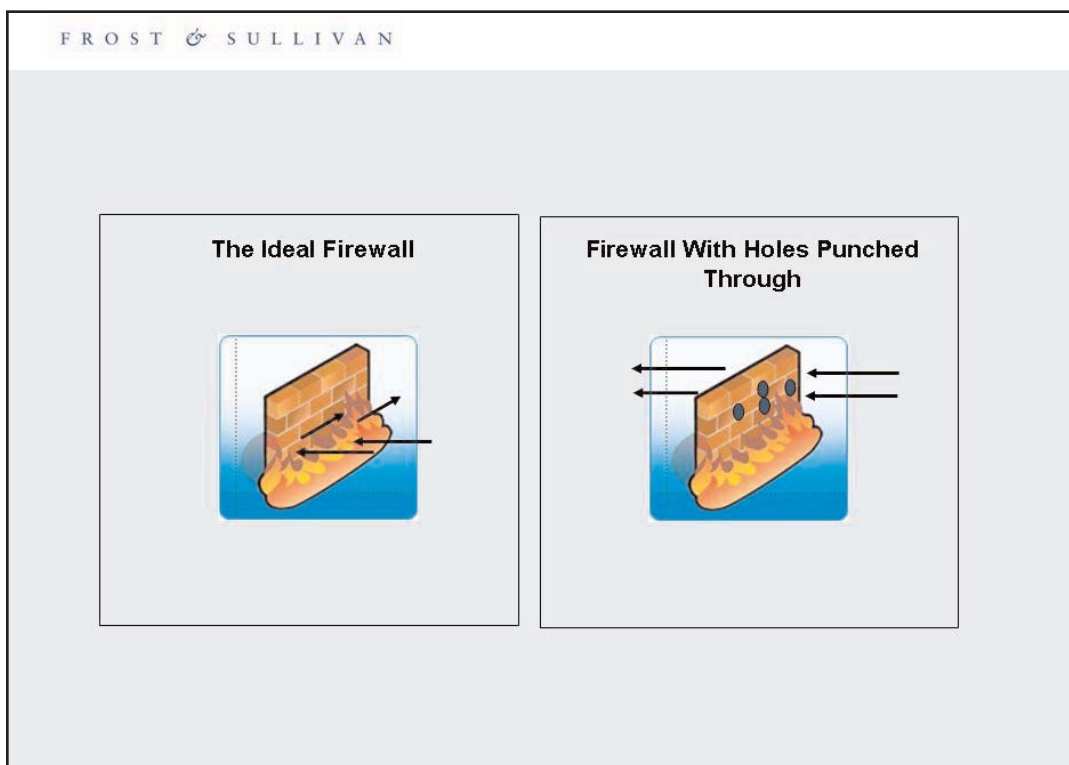 FROST & SULLIVAN
The Ideal Firewall
Firewall With Holes Punched
Through